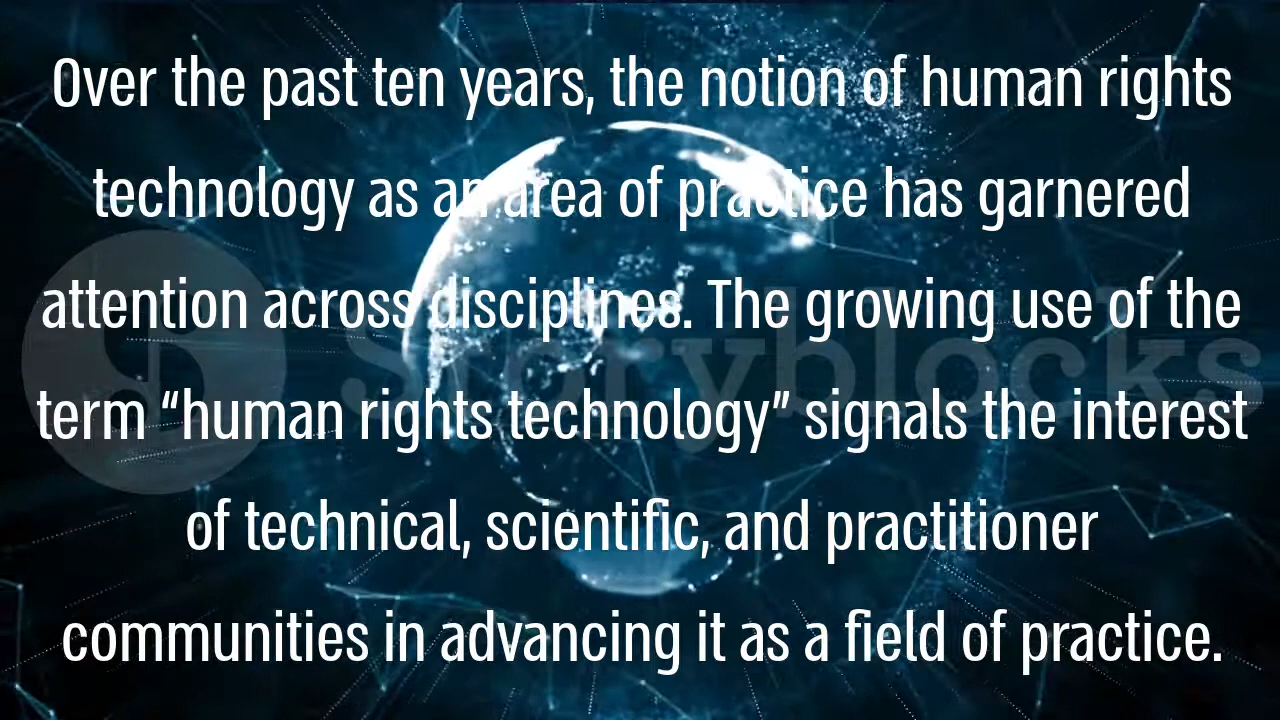 Over the past ten years, the notion of human rights
technology as an area of practice has garnered
attention across disciplines. The growing use of the
Storyblocks
term “human rights technology” signals the interest
of technical, scientific, and practitioner
communities in advancing it as a field of practice.